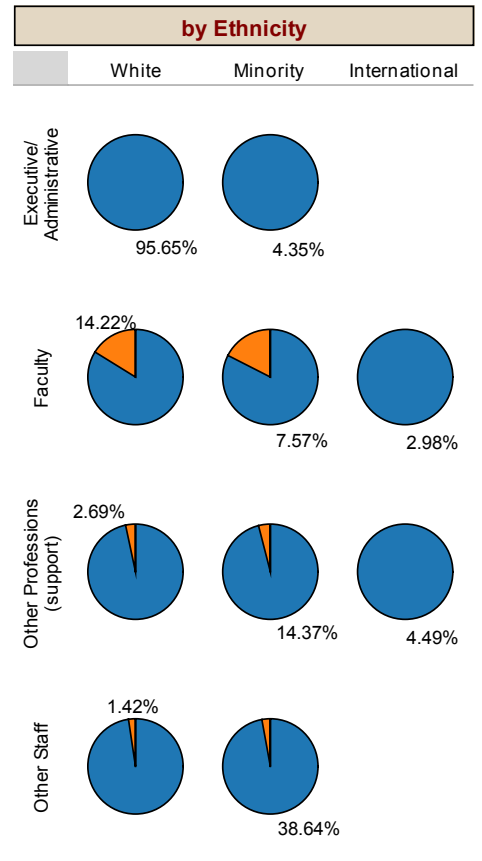 by Ethnicity
White Minority International
Executive/
Administrative
95.65% 4.35%
14.22%
Faculty
7.57% 2.98%
2.69%
Other Professions
(support)
14.37% 4.49%
1.42%
Other Staff
38.64%